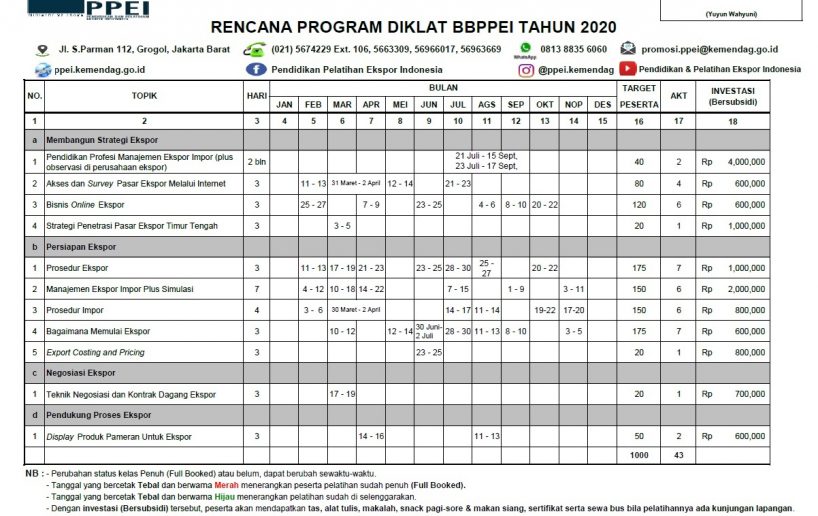 PPEI
(Yuyun Wahyuni)
RENCANA PROGRAM DIKLAT BBPPEI TAHUN 2020
Jl. S.Parman 112, Grogol, Jakarta Barat (021) 5674229 Ext. 106, 5663309, 56966017, 56963669 WhatsApp 0813 8835 6060 promosi.ppei@kemendag.go.id
ppei.kemendag.go.id Pendidikan Pelatihan Ekspor Indonesia @ppei.kemendag Pendidikan & Pelatihan Ekspor Indonesia
NO. TOPIK HARI BULAN TARGET PESERTA AKT INVESTASI (Bersubsidi)
JAN FEB MAR APR MEI JUN JUL AGS SEP OKT NOP DES
1 2 3 4 5 6 7 8 9 10 11 12 13 14 15 16 17 18
a Membangun Strategi Ekspor
1 Pendidikan Profesi Manajemen Ekspor Impor (plus observasi di perusahaan ekspor) 2 bln 21 Juli - 15 Sept, 23 Juli - 17 Sept, 40 2 Rp 4,000,000
2 Akses dan Survey Pasar Ekspor Melalui Internet 3 11 - 13 31 Maret - 2 April 12 - 14 21 - 23 80 4 Rp 600,000
3 Bisnis Online Ekspor 3 25 - 27 7 - 9 23 - 25 4 - 6 8 - 10 20 - 22 120 6 Rp 600,000
4 Strategi Penetrasi Pasar Ekspor Timur Tengah 3 3 - 5 20 1 Rp 1,000,000
b Persiapan Ekspor
1 Prosedur Ekspor 3 11 - 13 17 - 19 21 - 23 23 - 25 28 - 30 25 - 27 20 - 22 175 7 Rp 1,000,000
2 Manajemen Ekspor Impor Plus Simulasi 7 4 - 12 10 - 18 14 - 22 7 - 15 1 - 9 3 - 11 150 6 Rp 2,000,000
3 Prosedur Impor 4 3 - 6 30 Maret - 2 April 14 - 17 11 - 14 19-22 17-20 150 6 Rp 800,000
4 Bagaimana Memulai Ekspor 3 10 - 12 12 - 14 30 Juni- 2 Juli 28 - 30 11 - 13 8 - 10 3 - 5 175 7 Rp 600,000
5 Export Costing and Pricing 3 23 - 25 20 1 Rp 800,000
c Negosiasi Ekspor
1 Teknik Negosiasi dan Kontrak Dagang Ekspor 3 17 - 19 20 1 Rp 700,000
d Pendukung Proses Ekspor
1 Display Produk Pameran Untuk Ekspor 3 14 - 16 11 - 13 50 2 Rp 600,000
1000 43
NB : - Perubahan status kelas Penuh (Full Booked) atau belum, dapat berubah sewaktu-waktu.
- Tanggal yang bercetak Tebal dan berwarna Merah menerangkan peserta pelatihan sudah penuh (Full Booked).
- Tanggal yang bercetak Tebal dan berwarna Hijau menerangkan pelatihan sudah di selenggarakan.
- Dengan investasi (Bersubsidi) tersebut, peserta akan mendapatkan tas, alat tulis, makalah, snack pagi-sore & makan siang, sertifikat serta sewa bus bila pelatihannya ada kunjungan lapangan.